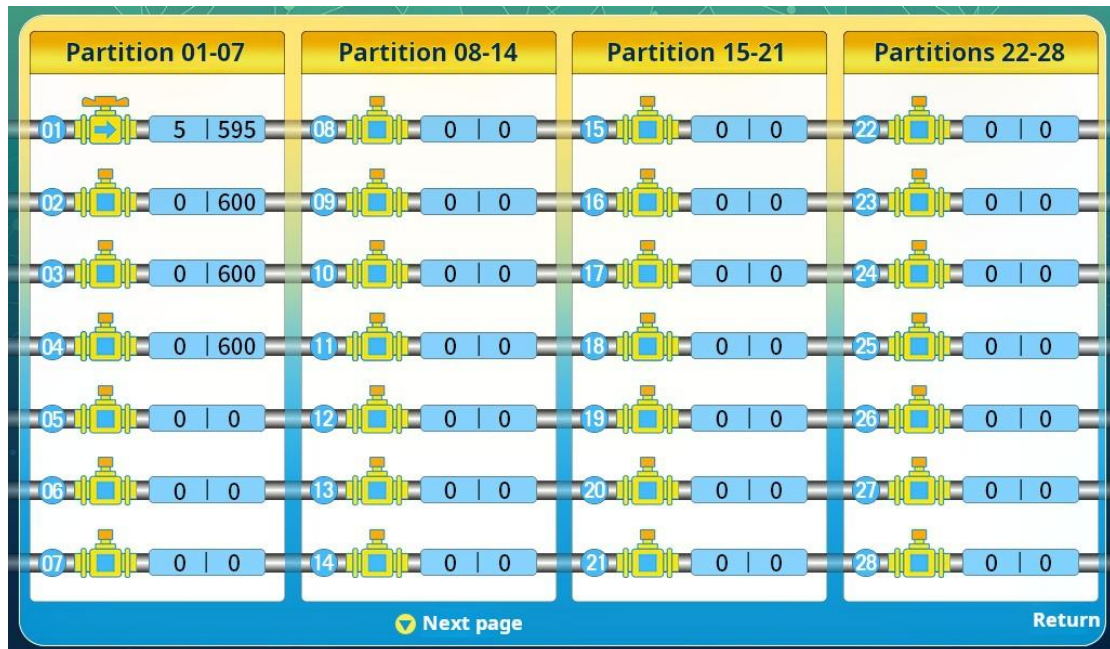 Partition 01-07 Partition 08-14 Partition 15-21 Partitions 22-28
01 5 | 595 08 0 | 0 15 0 | 0 22 0 | 0
02 0 | 600 09 0 | 0 16 0 | 0 23 0 | 0
03 0 | 600 10 0 | 0 17 0 | 0 24 0 | 0
04 0 | 600 11 0 | 0 18 0 | 0 25 0 | 0
05 0 | 0 12 0 | 0 19 0 | 0 26 0 | 0
06 0 | 0 13 0 | 0 20 0 | 0 27 0 | 0
07 0 | 0 14 0 | 0 21 0 | 0 28 0 | 0
Next page Return